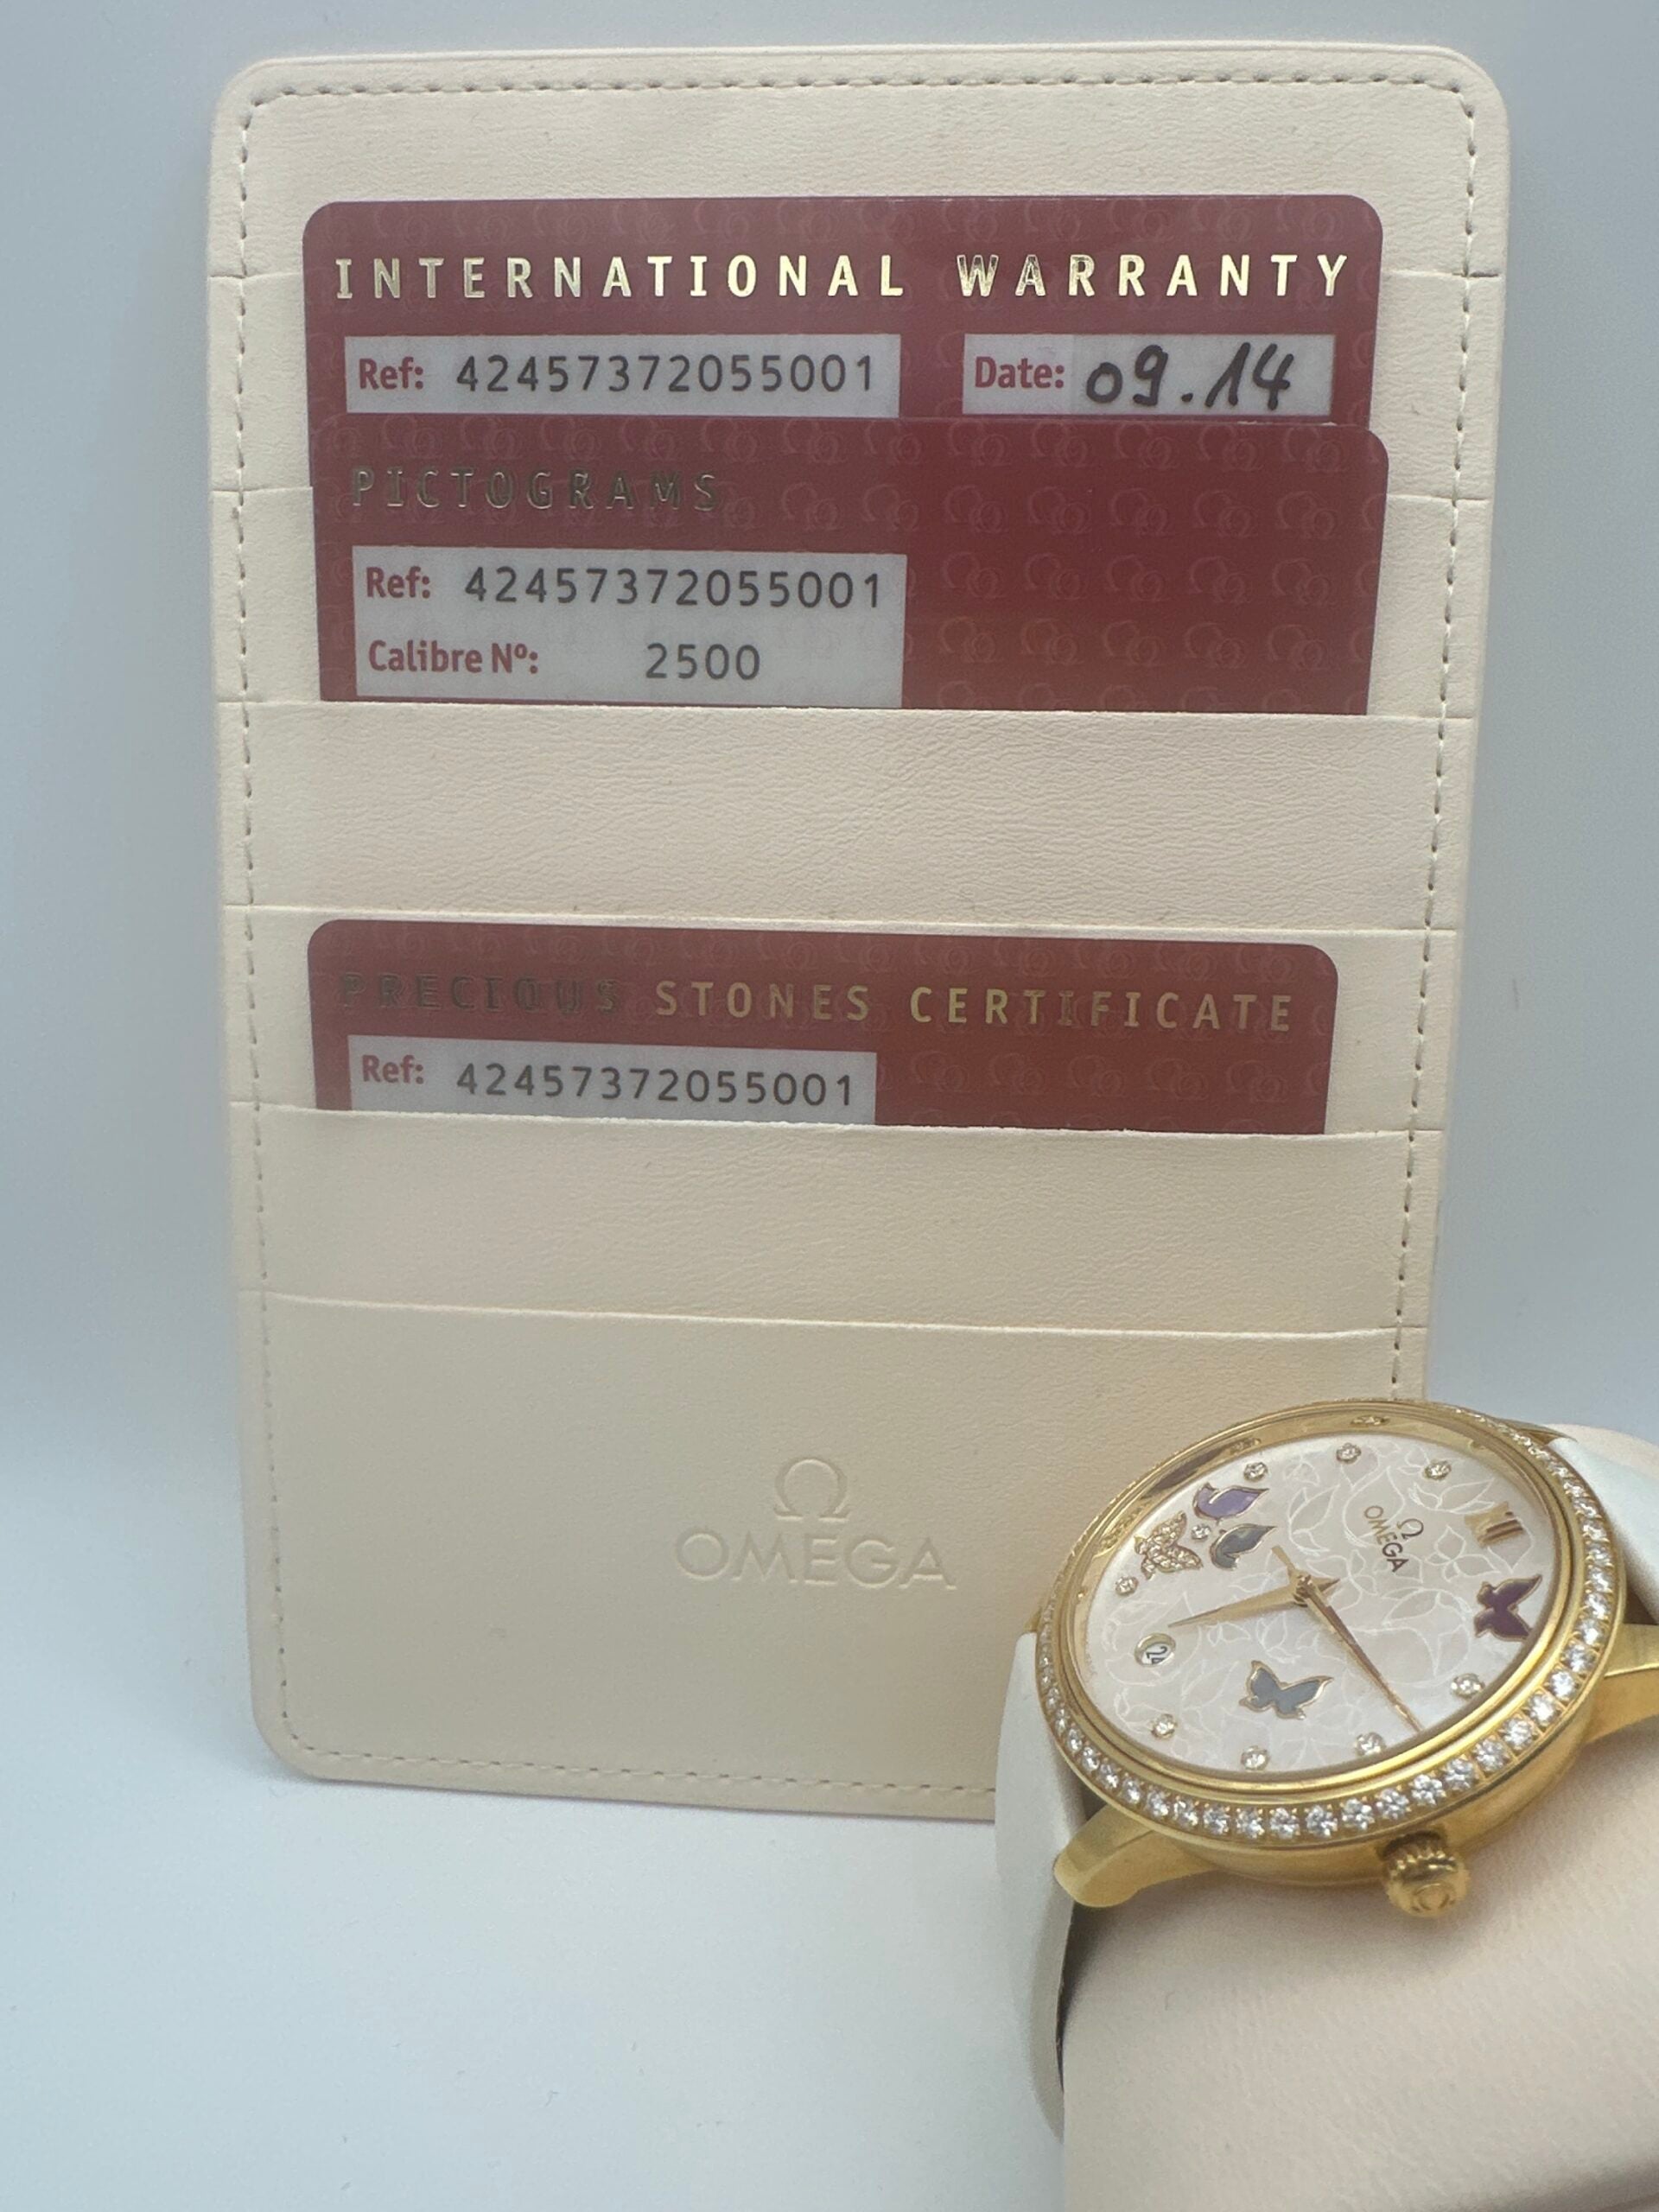 INTERNATIONAL WARRANTY
Ref: 42457372055001 Date: 09.14
PICTOGRAMS
Ref: 42457372055001
Calibre Nº: 2500
PRECIOUS STONES CERTIFICATE
Ref: 42457372055001
Ω
OMEGA
Ω
OMEGA
24